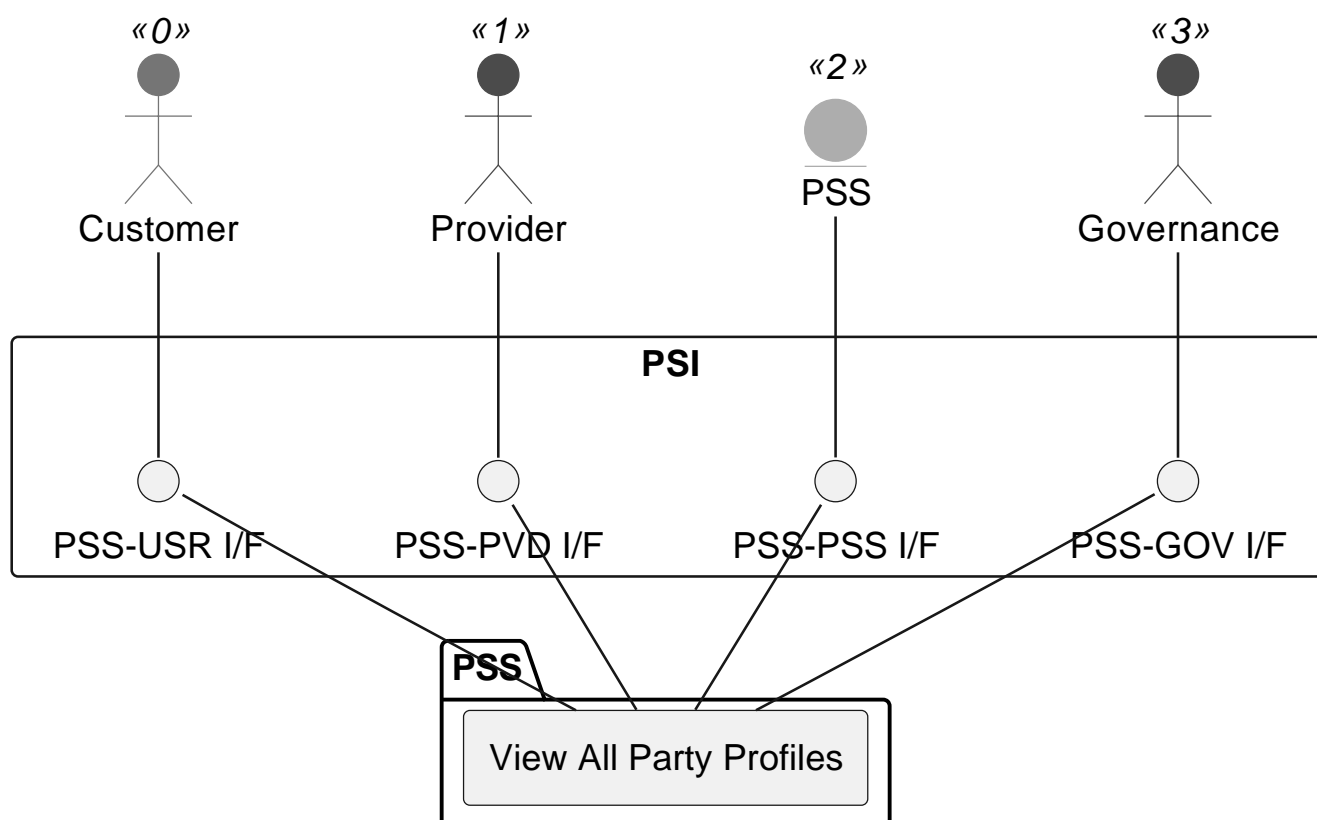 «0»
«1»
«2»
«3»
Customer
Provider
PSS
Governance
PSI
PSS-USR I/F
PSS-PVD I/F
PSS-PSS I/F
PSS-GOV I/F
PSS
View All Party Profiles